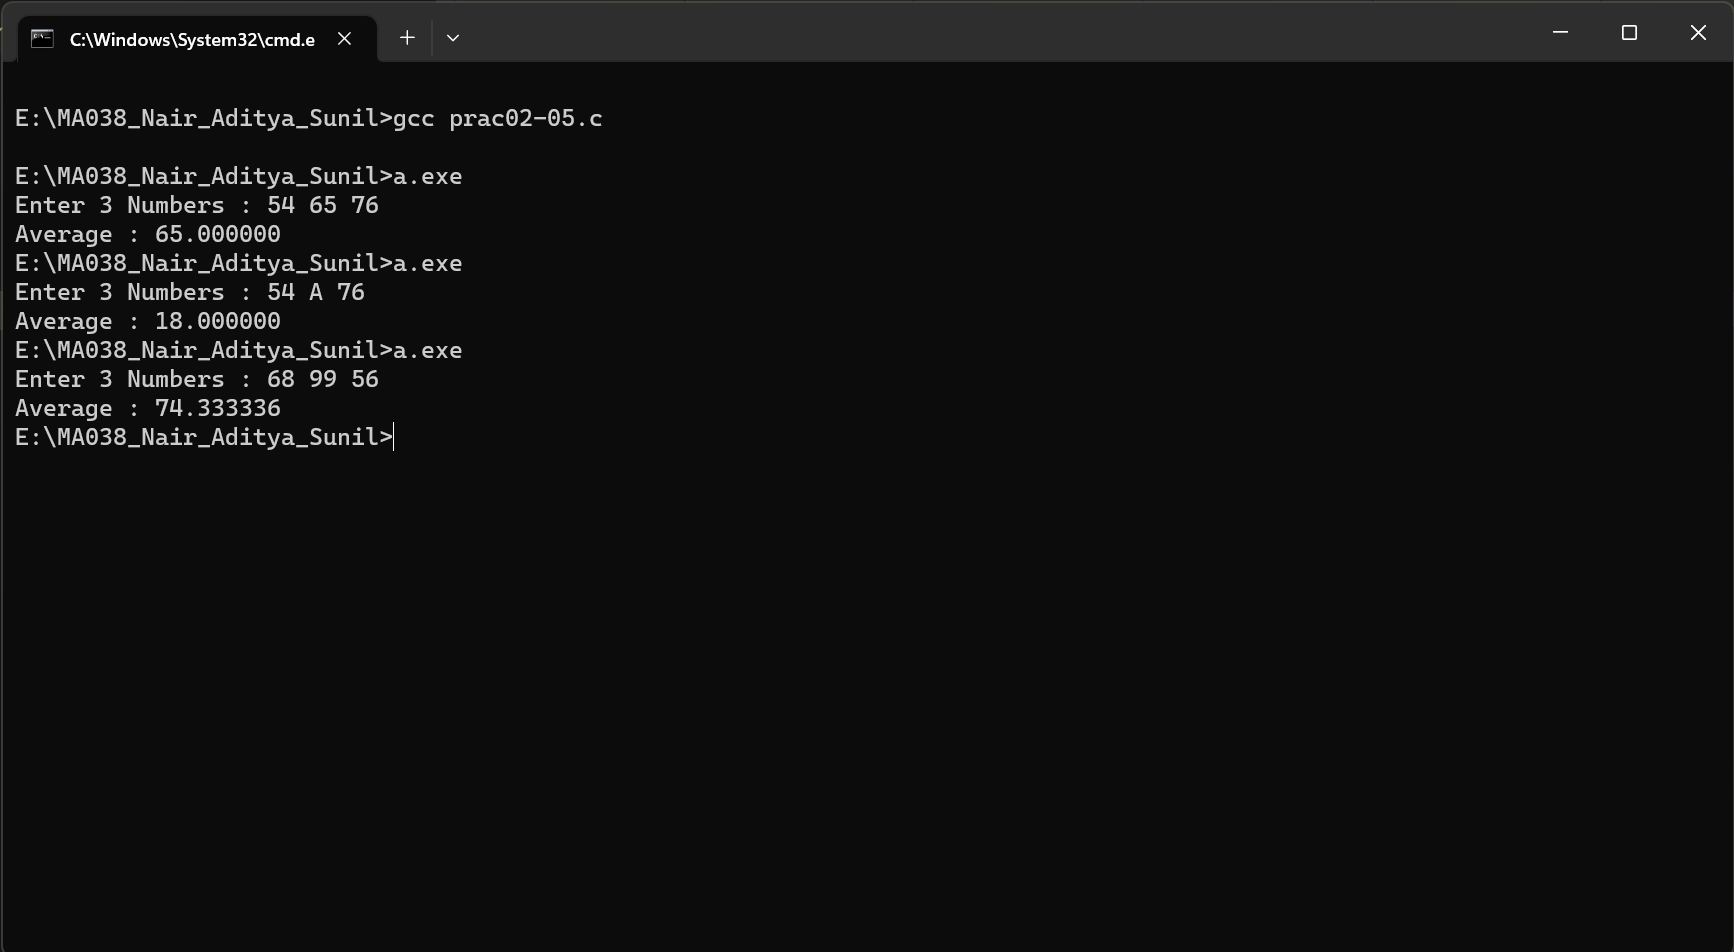 C:\Windows\System32\cmd.e
E:\MA038_Nair_Aditya_Sunil>gcc prac02-05.c
E:\MA038_Nair_Aditya_Sunil>a.exe
Enter 3 Numbers : 54 65 76
Average : 65.000000
E:\MA038_Nair_Aditya_Sunil>a.exe
Enter 3 Numbers : 54 A 76
Average : 18.000000
E:\MA038_Nair_Aditya_Sunil>a.exe
Enter 3 Numbers : 68 99 56
Average : 74.333336
E:\MA038_Nair_Aditya_Sunil>